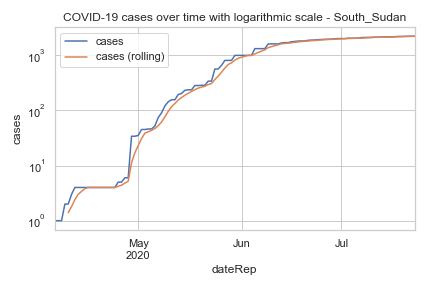 COVID-19 cases over time with logarithmic scale - South_Sudan
cases
cases (rolling)
10³
10²
10¹
10⁰
cases
May
2020
Jun
Jul
dateRep